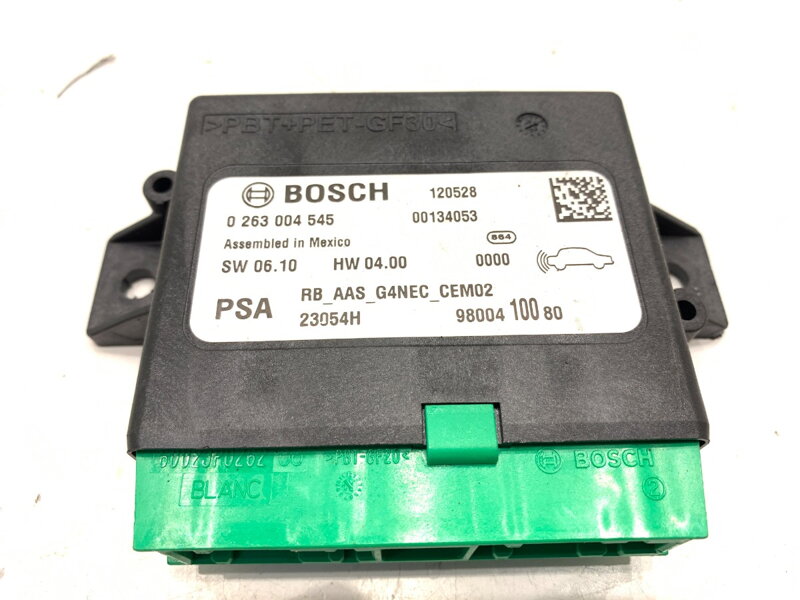 >PBT+PET-GF30<
BOSCH 120528
0 263 004 545 00134053
Assembled in Mexico 864
SW 06.10 HW 04.00 0000
PSA RB_AAS_G4NEC_CEM02
23054H 98004 100 80
>PBT-GF20<
BOSCH
BLANC
2